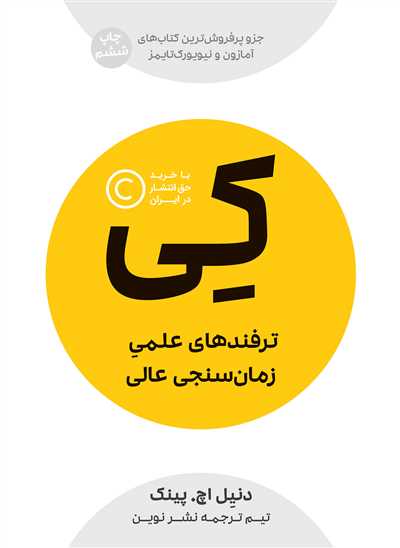 جزو پرفروش‌ترین کتاب‌های
آمازون و نیویورک‌تایمز
چاپ
ششم
با خرید
حق انتشار
در ایران
©
کِی
ترفندهای علمیِ
زمان‌سنجی عالی
دنیِل اچ. پینک
تیم ترجمه نشر نوین